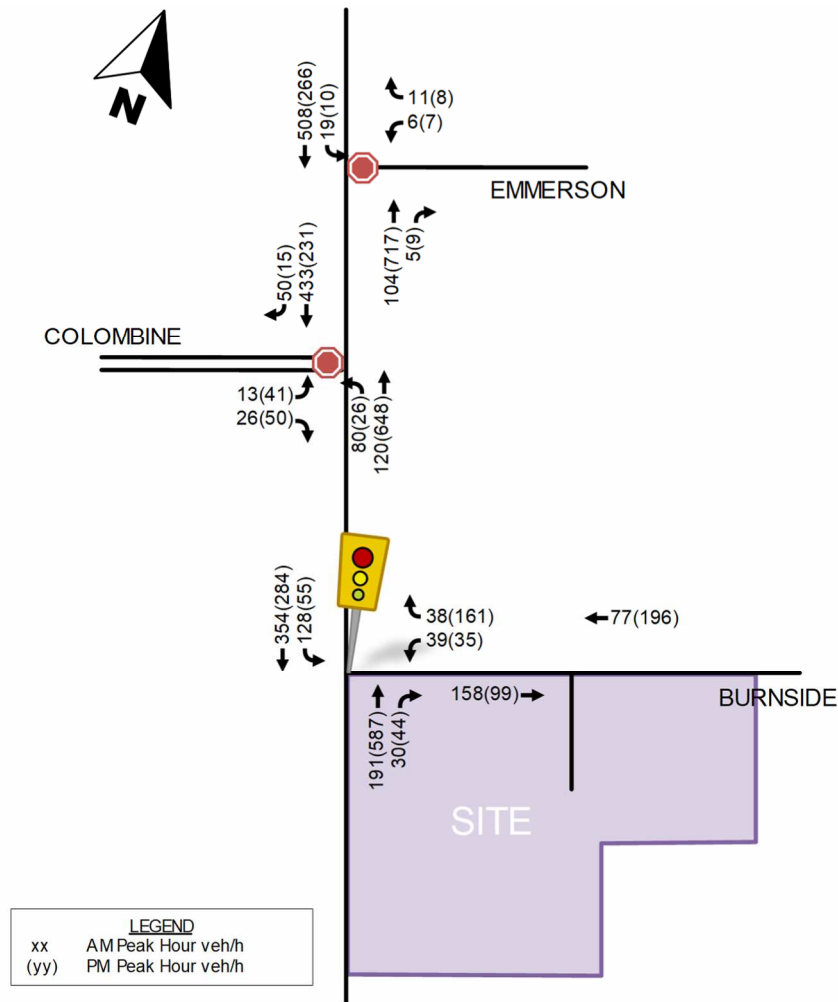 N
508(266)
19(10)
11(8)
6(7)
EMMERSON
104(717)
5(9)
50(15)
433(231)
COLOMBINE
13(41)
26(50)
80(26)
120(648)
354(284)
128(55)
38(161)
39(35)
77(196)
BURNSIDE
158(99)
191(587)
30(44)
SITE
LEGEND
xx AM Peak Hour veh/h
(yy) PM Peak Hour veh/h